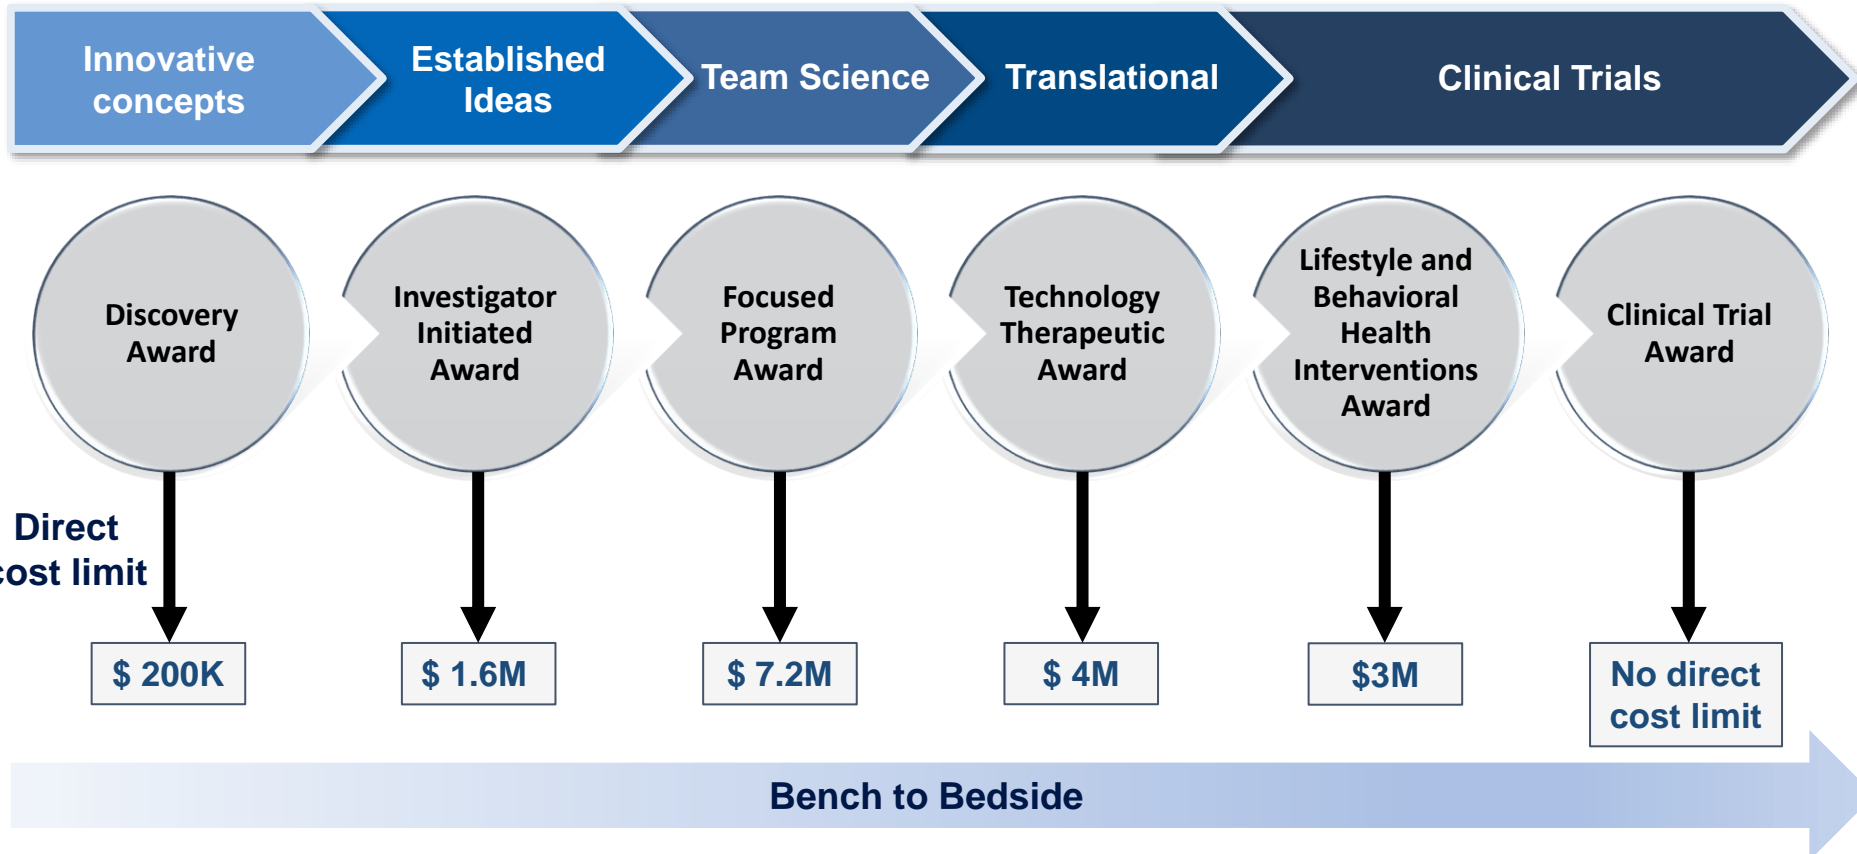 Innovative
concepts
Established
Ideas
Team Science
Translational
Clinical Trials
Discovery
Award
Investigator
Initiated
Award
Focused
Program
Award
Technology
Therapeutic
Award
Lifestyle and
Behavioral
Health
Interventions
Award
Clinical Trial
Award
Direct
cost limit
$ 200K
$ 1.6M
$ 7.2M
$ 4M
$3M
No direct
cost limit
Bench to Bedside